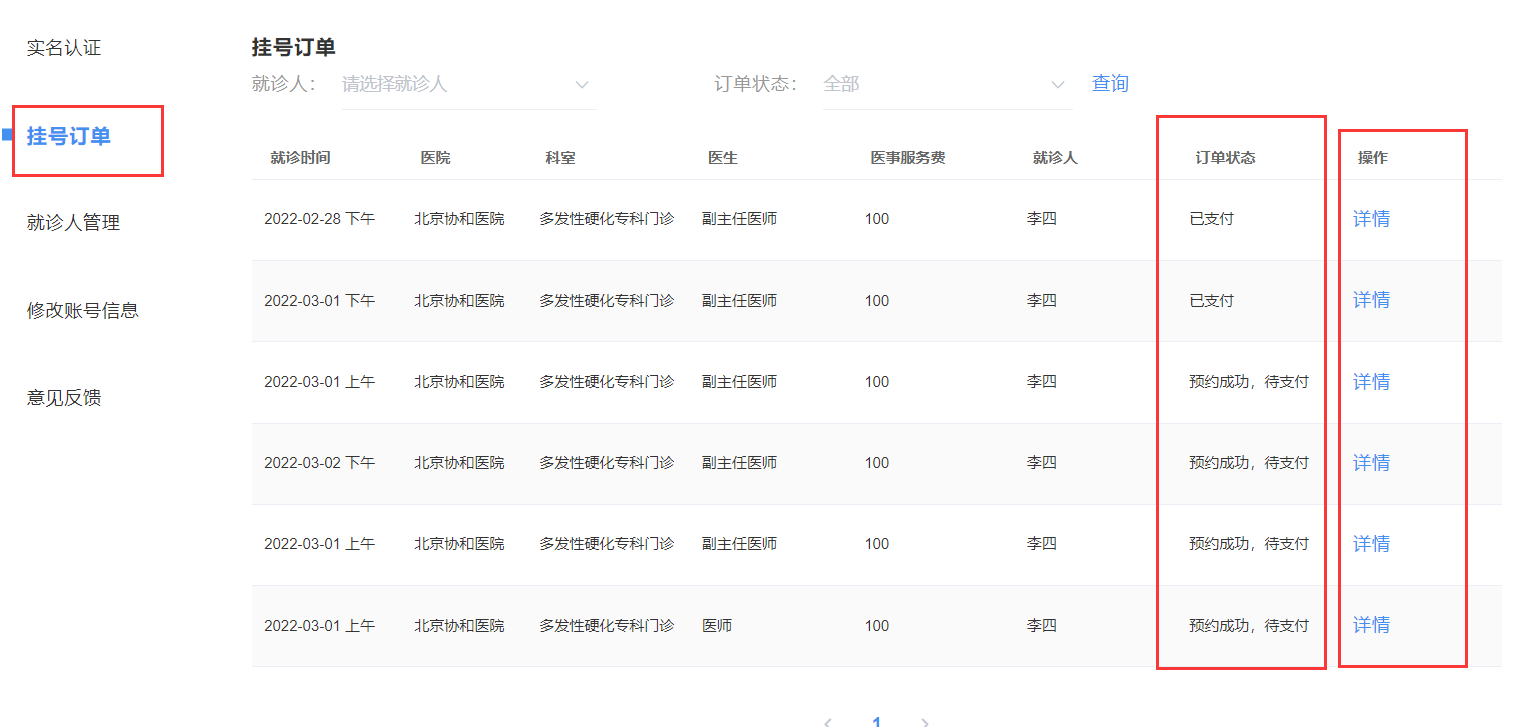 实名认证
挂号订单
就诊人管理
修改账号信息
意见反馈
挂号订单
就诊人： 请选择就诊人 订单状态： 全部 查询
就诊时间 医院 科室 医生 医事服务费 就诊人 订单状态 操作
2022-02-28 下午 北京协和医院 多发性硬化专科门诊 副主任医师 100 李四 已支付 详情
2022-03-01 下午 北京协和医院 多发性硬化专科门诊 副主任医师 100 李四 已支付 详情
2022-03-01 上午 北京协和医院 多发性硬化专科门诊 副主任医师 100 李四 预约成功，待支付 详情
2022-03-02 下午 北京协和医院 多发性硬化专科门诊 副主任医师 100 李四 预约成功，待支付 详情
2022-03-01 上午 北京协和医院 多发性硬化专科门诊 副主任医师 100 李四 预约成功，待支付 详情
2022-03-01 上午 北京协和医院 多发性硬化专科门诊 医师 100 李四 预约成功，待支付 详情
1